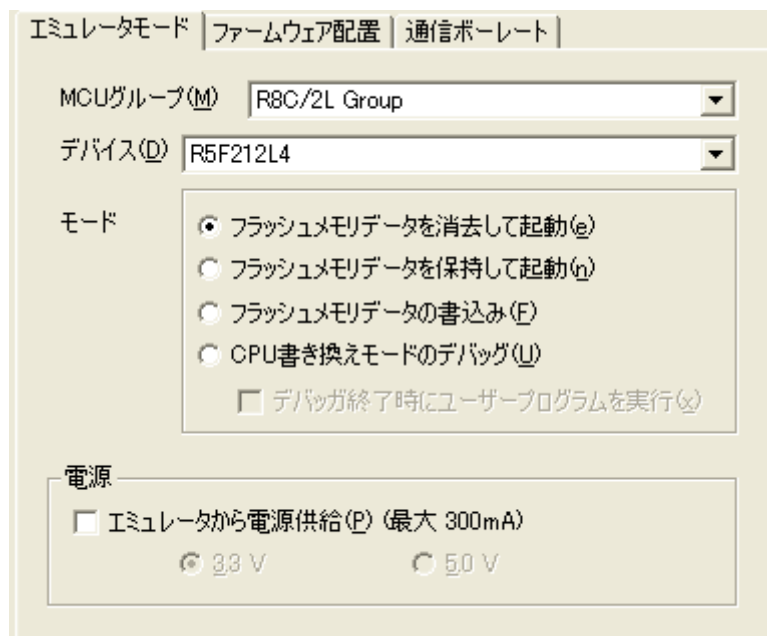 エミュレータモード ファームウェア配置 通信ボーレート
MCUグループ(M) R8C/2L Group
デバイス(D) R5F212L4
モード
フラッシュメモリデータを消去して起動(e)
フラッシュメモリデータを保持して起動(n)
フラッシュメモリデータの書込み(F)
CPU書き換えモードのデバッグ(U)
デバッガ終了時にユーザープログラムを実行(x)
電源
エミュレータから電源供給(P) (最大 300mA)
3.3 V 5.0 V